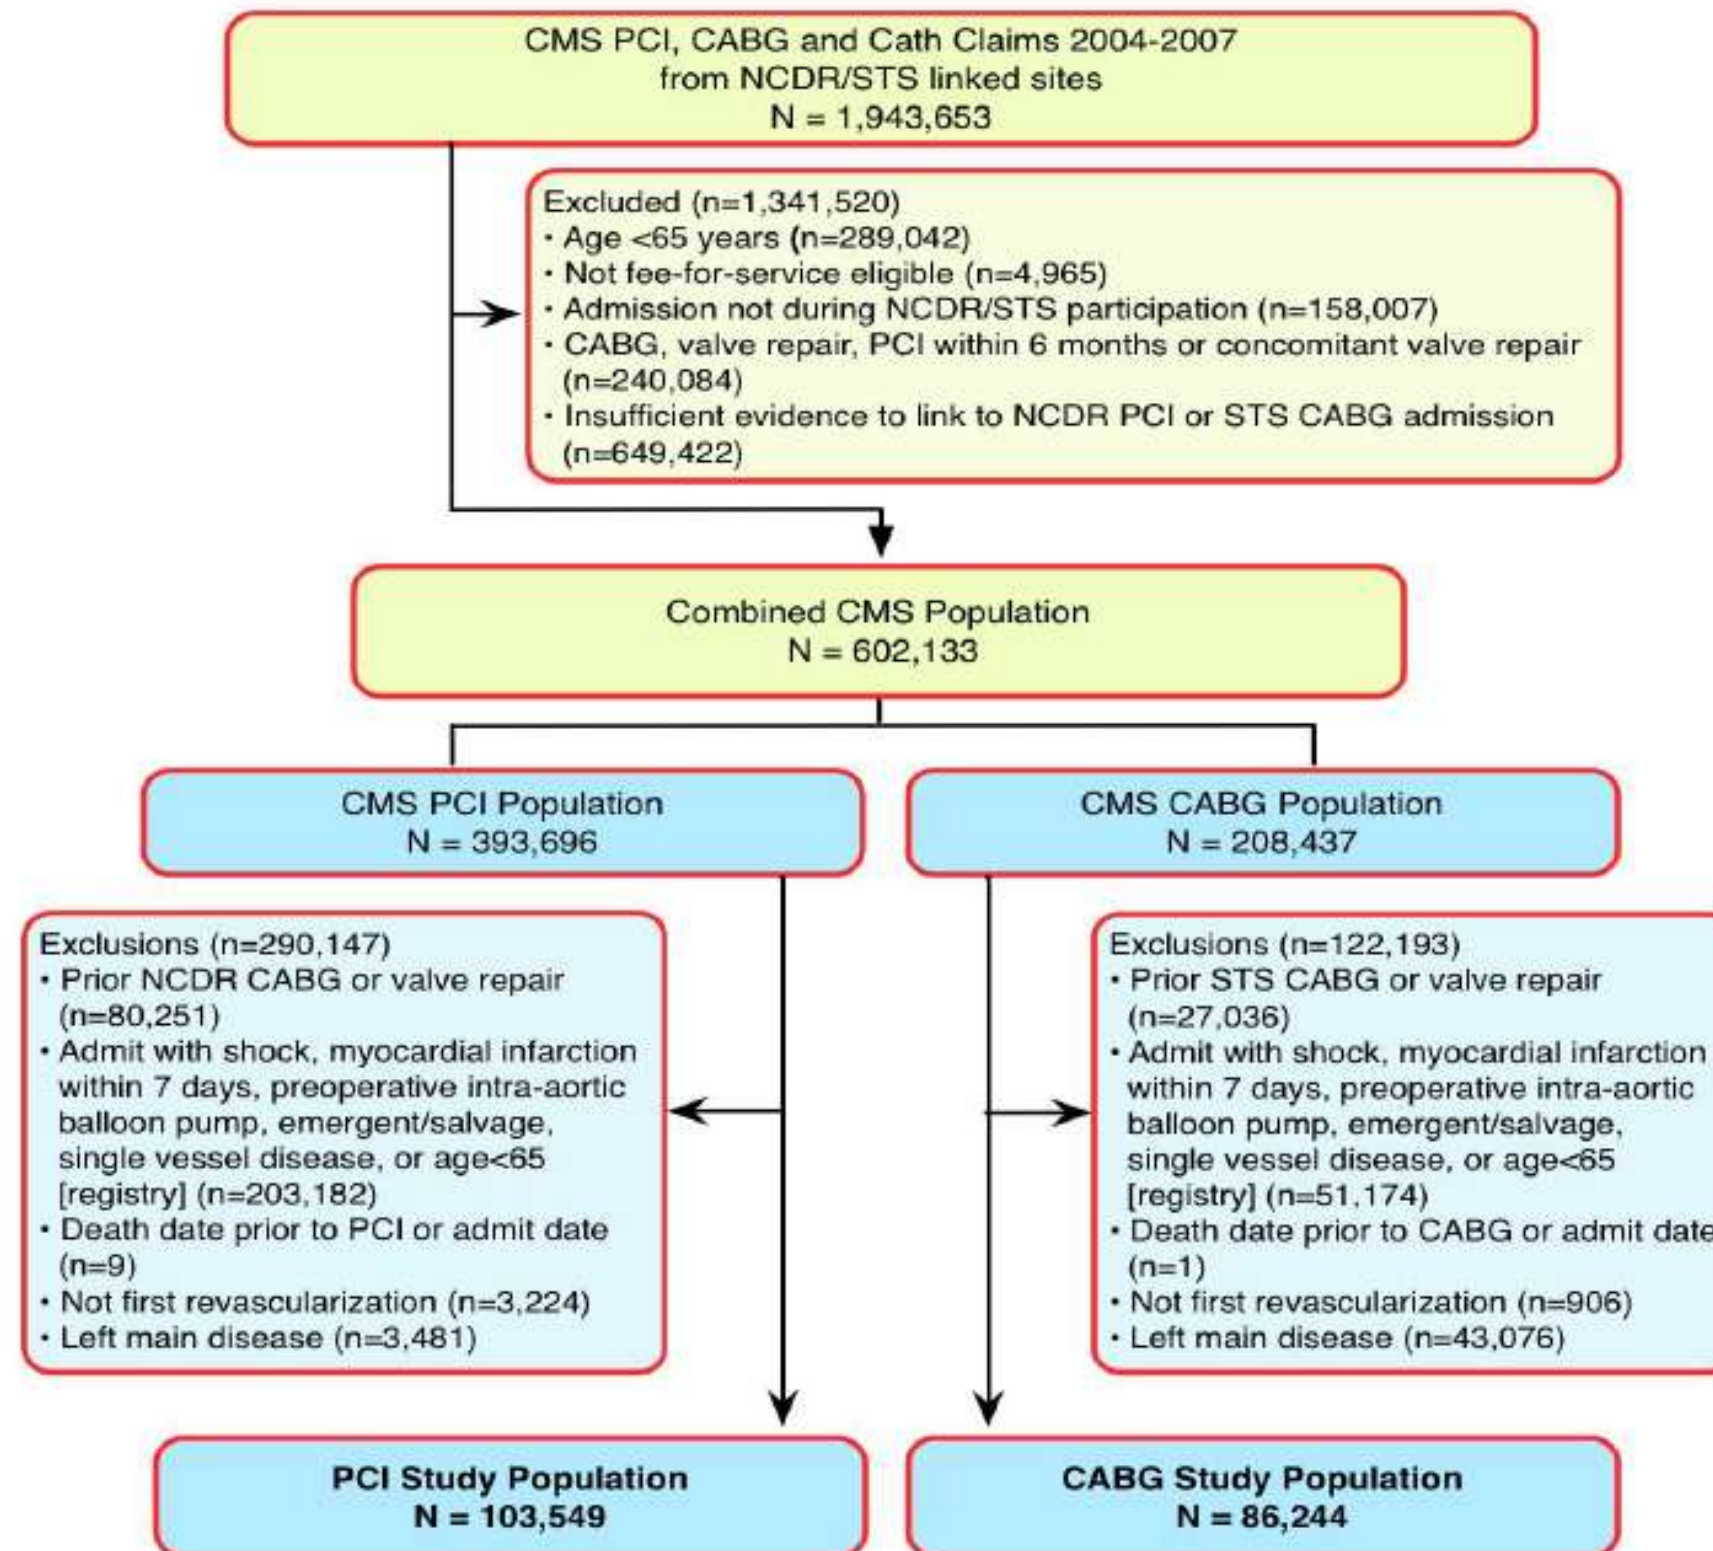 CMS PCI, CABG and Cath Claims 2004-2007
from NCDR/STS linked sites
N = 1,943,653
Excluded (n=1,341,520)
• Age <65 years (n=289,042)
• Not fee-for-service eligible (n=4,965)
• Admission not during NCDR/STS participation (n=158,007)
• CABG, valve repair, PCI within 6 months or concomitant valve repair
(n=240,084)
• Insufficient evidence to link to NCDR PCI or STS CABG admission
(n=649,422)
Combined CMS Population
N = 602,133
CMS PCI Population
N = 393,696
CMS CABG Population
N = 208,437
Exclusions (n=290,147)
• Prior NCDR CABG or valve repair
(n=80,251)
• Admit with shock, myocardial infarction
within 7 days, preoperative intra-aortic
balloon pump, emergent/salvage,
single vessel disease, or age<65
[registry] (n=203,182)
• Death date prior to PCI or admit date
(n=9)
• Not first revascularization (n=3,224)
• Left main disease (n=3,481)
Exclusions (n=122,193)
• Prior STS CABG or valve repair
(n=27,036)
• Admit with shock, myocardial infarction
within 7 days, preoperative intra-aortic
balloon pump, emergent/salvage,
single vessel disease, or age<65
[registry] (n=51,174)
• Death date prior to CABG or admit date
(n=1)
• Not first revascularization (n=906)
• Left main disease (n=43,076)
PCI Study Population
N = 103,549
CABG Study Population
N = 86,244